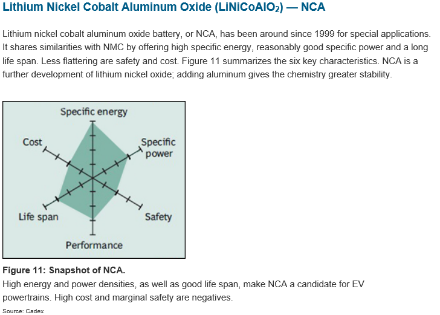 Lithium Nickel Cobalt Aluminum Oxide (LiNiCoAlO₂) — NCA
Lithium nickel cobalt aluminum oxide battery, or NCA, has been around since 1999 for special applications.
It shares similarities with NMC by offering high specific energy, reasonably good specific power and a long
life span. Less flattering are safety and cost. Figure 11 summarizes the six key characteristics. NCA is a
further development of lithium nickel oxide; adding aluminum gives the chemistry greater stability.
Specific energy
Cost
Specific
power
Life span
Safety
Performance
Figure 11: Snapshot of NCA.
High energy and power densities, as well as good life span, make NCA a candidate for EV
powertrains. High cost and marginal safety are negatives.
Source: Cadex